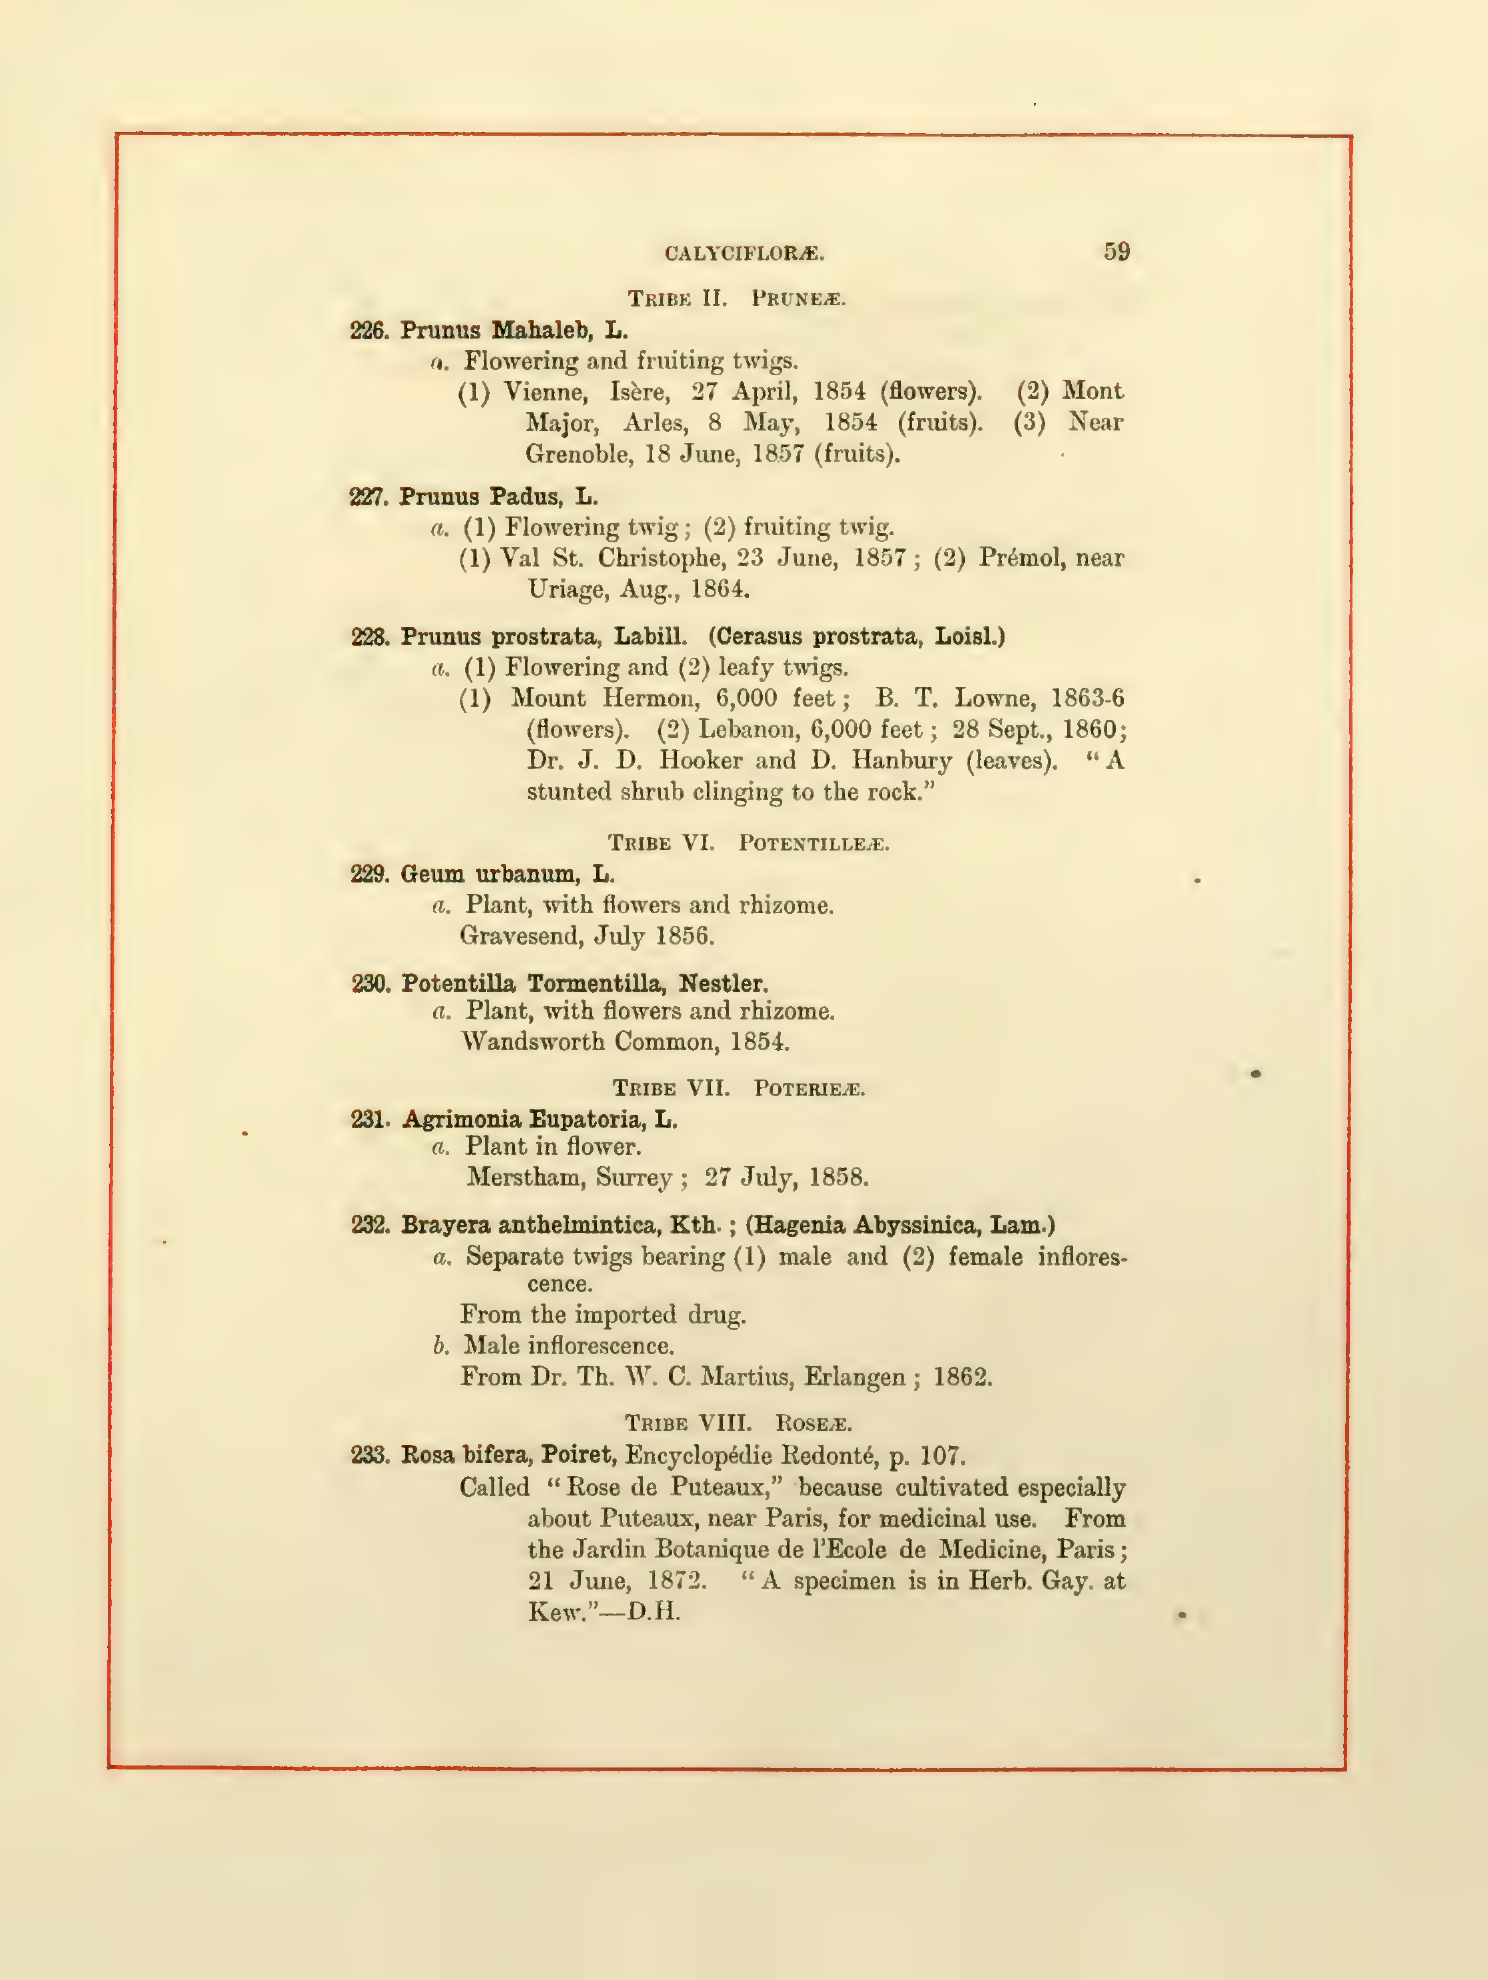 CALYCIFLORÆ. 59
TRIBE II. PRUNEÆ.
226. Prunus Mahaleb, L.
a. Flowering and fruiting twigs.
(1) Vienne, Isère, 27 April, 1854 (flowers). (2) Mont
Major, Arles, 8 May, 1854 (fruits). (3) Near
Grenoble, 18 June, 1857 (fruits).
227. Prunus Padus, L.
a. (1) Flowering twig; (2) fruiting twig.
(1) Val St. Christophe, 23 June, 1857; (2) Prémol, near
Uriage, Aug., 1864.
228. Prunus prostrata, Labill. (Cerasus prostrata, Loisl.)
a. (1) Flowering and (2) leafy twigs.
(1) Mount Hermon, 6,000 feet; B. T. Lowne, 1863-6
(flowers). (2) Lebanon, 6,000 feet; 28 Sept., 1860;
Dr. J. D. Hooker and D. Hanbury (leaves). “A
stunted shrub clinging to the rock.”
TRIBE VI. POTENTILLEÆ.
229. Geum urbanum, L.
a. Plant, with flowers and rhizome.
Gravesend, July 1856.
230. Potentilla Tormentilla, Nestler.
a. Plant, with flowers and rhizome.
Wandsworth Common, 1854.
TRIBE VII. POTERIEÆ.
231. Agrimonia Eupatoria, L.
a. Plant in flower.
Merstham, Surrey; 27 July, 1858.
232. Brayera anthelmintica, Kth.; (Hagenia Abyssinica, Lam.)
a. Separate twigs bearing (1) male and (2) female inflores-
cence.
From the imported drug.
b. Male inflorescence.
From Dr. Th. W. C. Martius, Erlangen; 1862.
TRIBE VIII. ROSEÆ.
233. Rosa bifera, Poiret, Encyclopédie Redonté, p. 107.
Called “Rose de Puteaux,” because cultivated especially
about Puteaux, near Paris, for medicinal use. From
the Jardin Botanique de l’Ecole de Medicine, Paris;
21 June, 1872. “A specimen is in Herb. Gay. at
Kew.”—D.H.